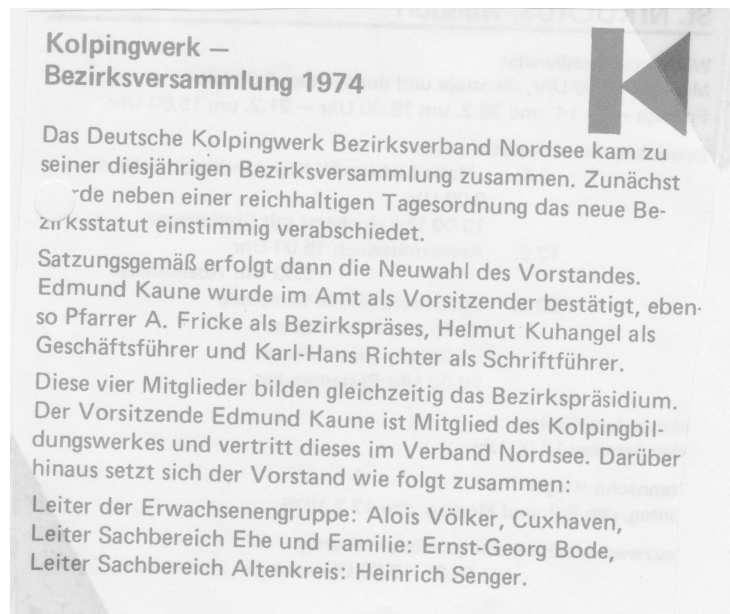 Kolpingwerk –
Bezirksversammlung 1974
Das Deutsche Kolpingwerk Bezirksverband Nordsee kam zu
seiner diesjährigen Bezirksversammlung zusammen. Zunächst
rde neben einer reichhaltigen Tagesordnung das neue Be-
zirksstatut einstimmig verabschiedet.
Satzungsgemäß erfolgt dann die Neuwahl des Vorstandes.
Edmund Kaune wurde im Amt als Vorsitzender bestätigt, eben-
so Pfarrer A. Fricke als Bezirkspräses, Helmut Kuhangel als
Geschäftsführer und Karl-Hans Richter als Schriftführer.
Diese vier Mitglieder bilden gleichzeitig das Bezirkspräsidium.
Der Vorsitzende Edmund Kaune ist Mitglied des Kolpingbil-
dungswerkes und vertritt dieses im Verband Nordsee. Darüber
hinaus setzt sich der Vorstand wie folgt zusammen:
Leiter der Erwachsenengruppe: Alois Völker, Cuxhaven,
Leiter Sachbereich Ehe und Familie: Ernst-Georg Bode,
Leiter Sachbereich Altenkreis: Heinrich Senger.